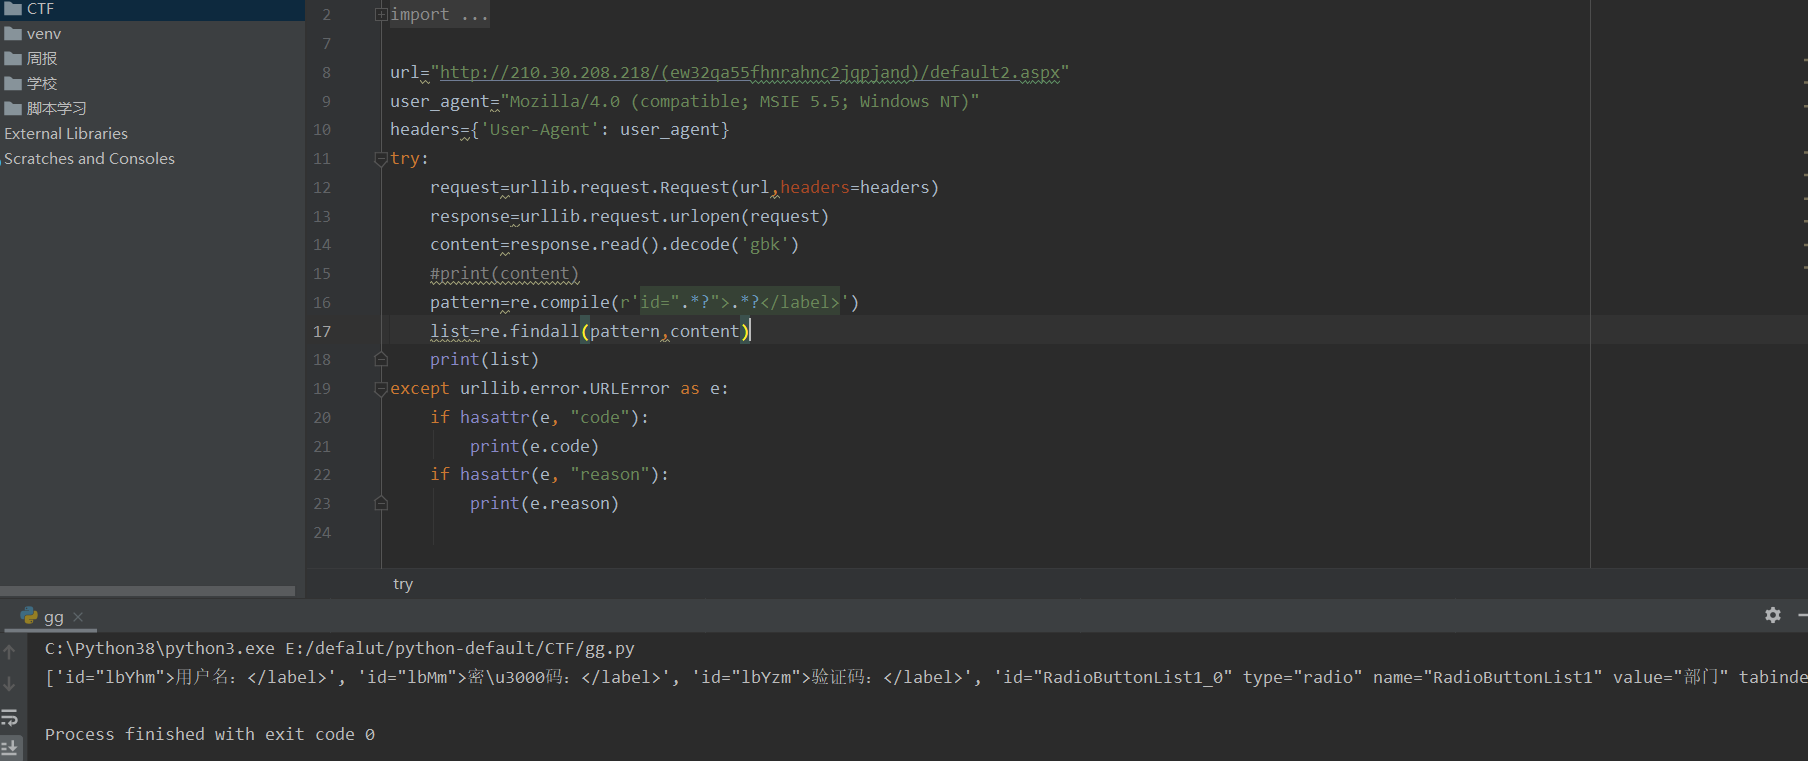 CTF
venv
周报
学校
脚本学习
External Libraries
Scratches and Consoles
2 import ...
7
8 url="http://210.30.208.218/(ew32qa55fhnrahnc2jqpjand)/default2.aspx"
9 user_agent="Mozilla/4.0 (compatible; MSIE 5.5; Windows NT)"
10 headers={'User-Agent': user_agent}
11 try:
12 request=urllib.request.Request(url,headers=headers)
13 response=urllib.request.urlopen(request)
14 content=response.read().decode('gbk')
15 #print(content)
16 pattern=re.compile(r'id=".*?">.*?</label>')
17 list=re.findall(pattern,content)
18 print(list)
19 except urllib.error.URLError as e:
20 if hasattr(e, "code"):
21 print(e.code)
22 if hasattr(e, "reason"):
23 print(e.reason)
24
try
gg
C:\Python38\python3.exe E:/defalut/python-default/CTF/gg.py
['id="lbYhm">用户名：</label>', 'id="lbMm">密\u3000码：</label>', 'id="lbYzm">验证码：</label>', 'id="RadioButtonList1_0" type="radio" name="RadioButtonList1" value="部门" tabinde
Process finished with exit code 0